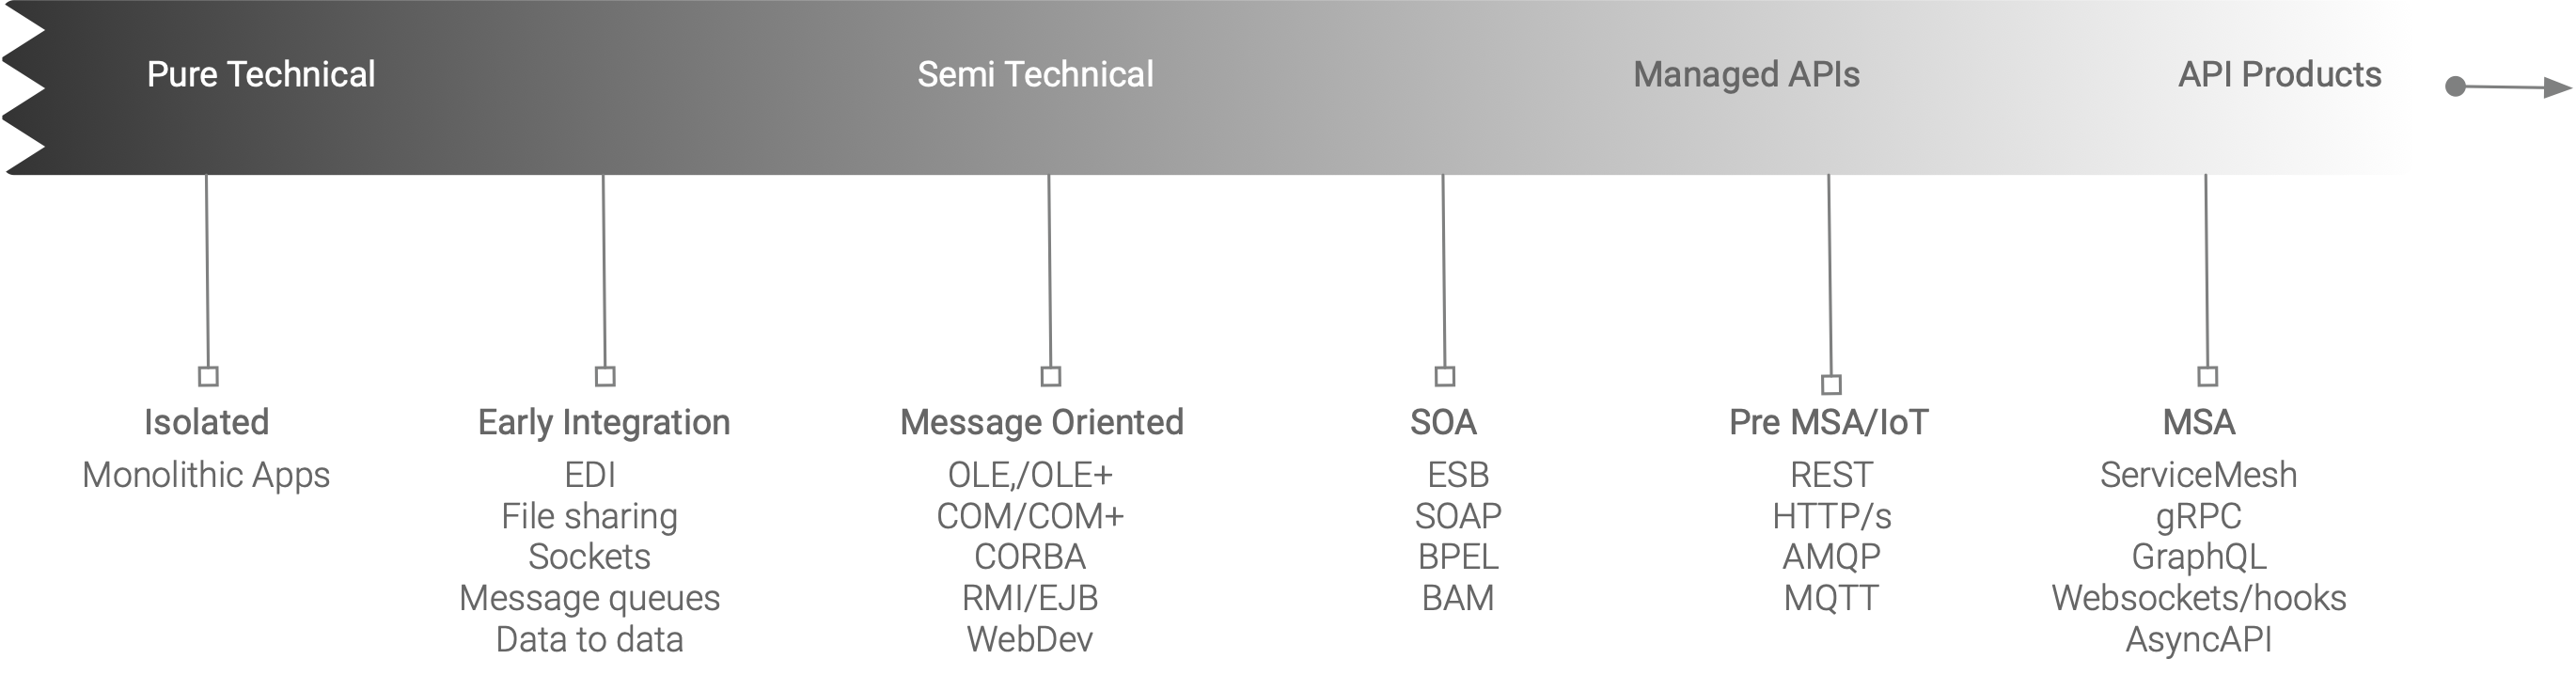 Pure Technical
Semi Technical
Managed APIs
API Products
Isolated
Monolithic Apps
Early Integration
EDI
File sharing
Sockets
Message queues
Data to data
Message Oriented
OLE,/OLE+
COM/COM+
CORBA
RMI/EJB
WebDev
SOA
ESB
SOAP
BPEL
BAM
Pre MSA/IoT
REST
HTTP/s
AMQP
MQTT
MSA
ServiceMesh
gRPC
GraphQL
Websockets/hooks
AsyncAPI